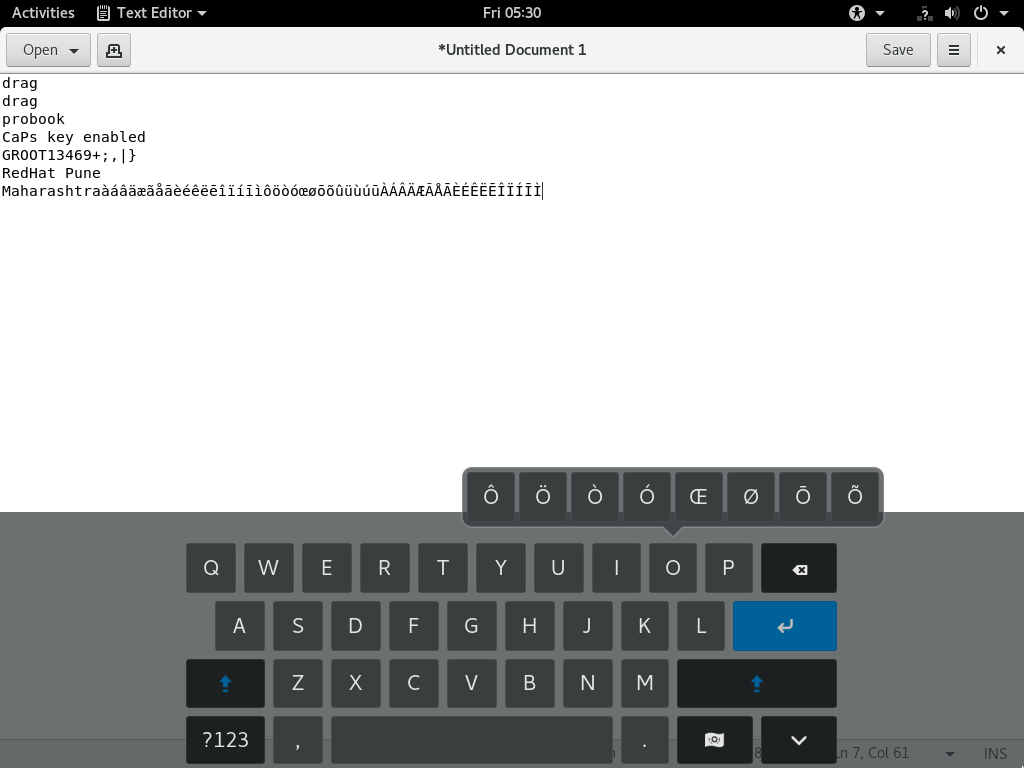 Activities Text Editor Fri 05:30
Open *Untitled Document 1 Save
drag
drag
probook
CaPs key enabled
GROOT13469+;,|}
RedHat Pune
MaharashtraàáâäæãåāèéêëēîïíīìôöòóœøōõûüùúūÀÁÂÄÆÃÅĀÈÉÊËĒÎÏÍĪÌ
Ô Ö Ò Ó Œ Ø Ō Õ
Q W E R T Y U I O P
A S D F G H J K L
Z X C V B N M
?123 , .
Ln 7, Col 61 INS